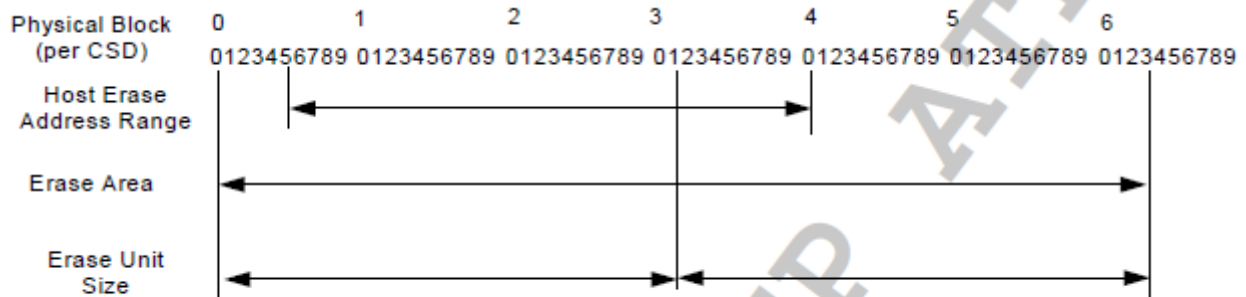 Physical Block
(per CSD)
0 1 2 3 4 5 6
0123456789 0123456789 0123456789 0123456789 0123456789 0123456789 0123456789
Host Erase
Address Range
Erase Area
Erase Unit
Size